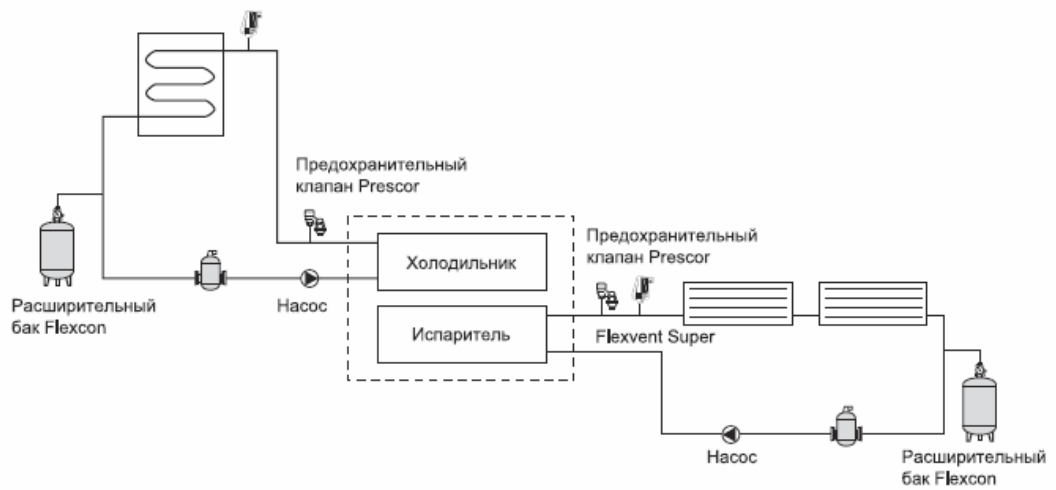 Предохранительный
клапан Prescor
Холодильник
Насос
Расширительный
бак Flexcon
Предохранительный
клапан Prescor
Испаритель
Flexvent Super
Насос
Расширительный
бак Flexcon